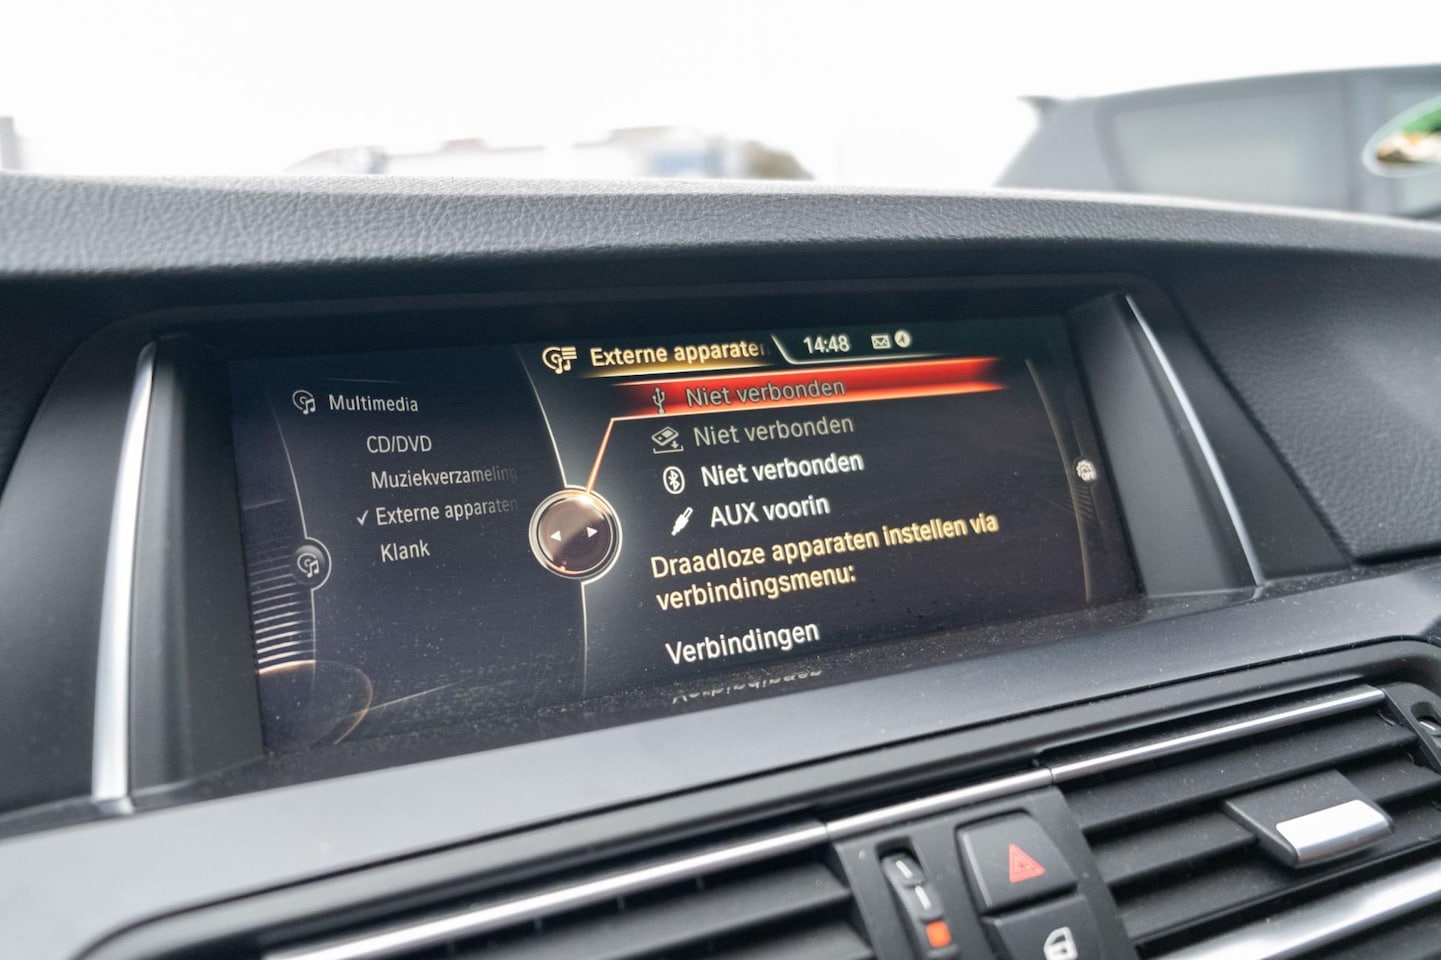 Externe apparaten
14:48
Multimedia
CD/DVD
Muziekverzameling
Externe apparaten
Klank
Niet verbonden
Niet verbonden
Niet verbonden
AUX voorin
Draadloze apparaten instellen via
verbindingsmenu:
Verbindingen